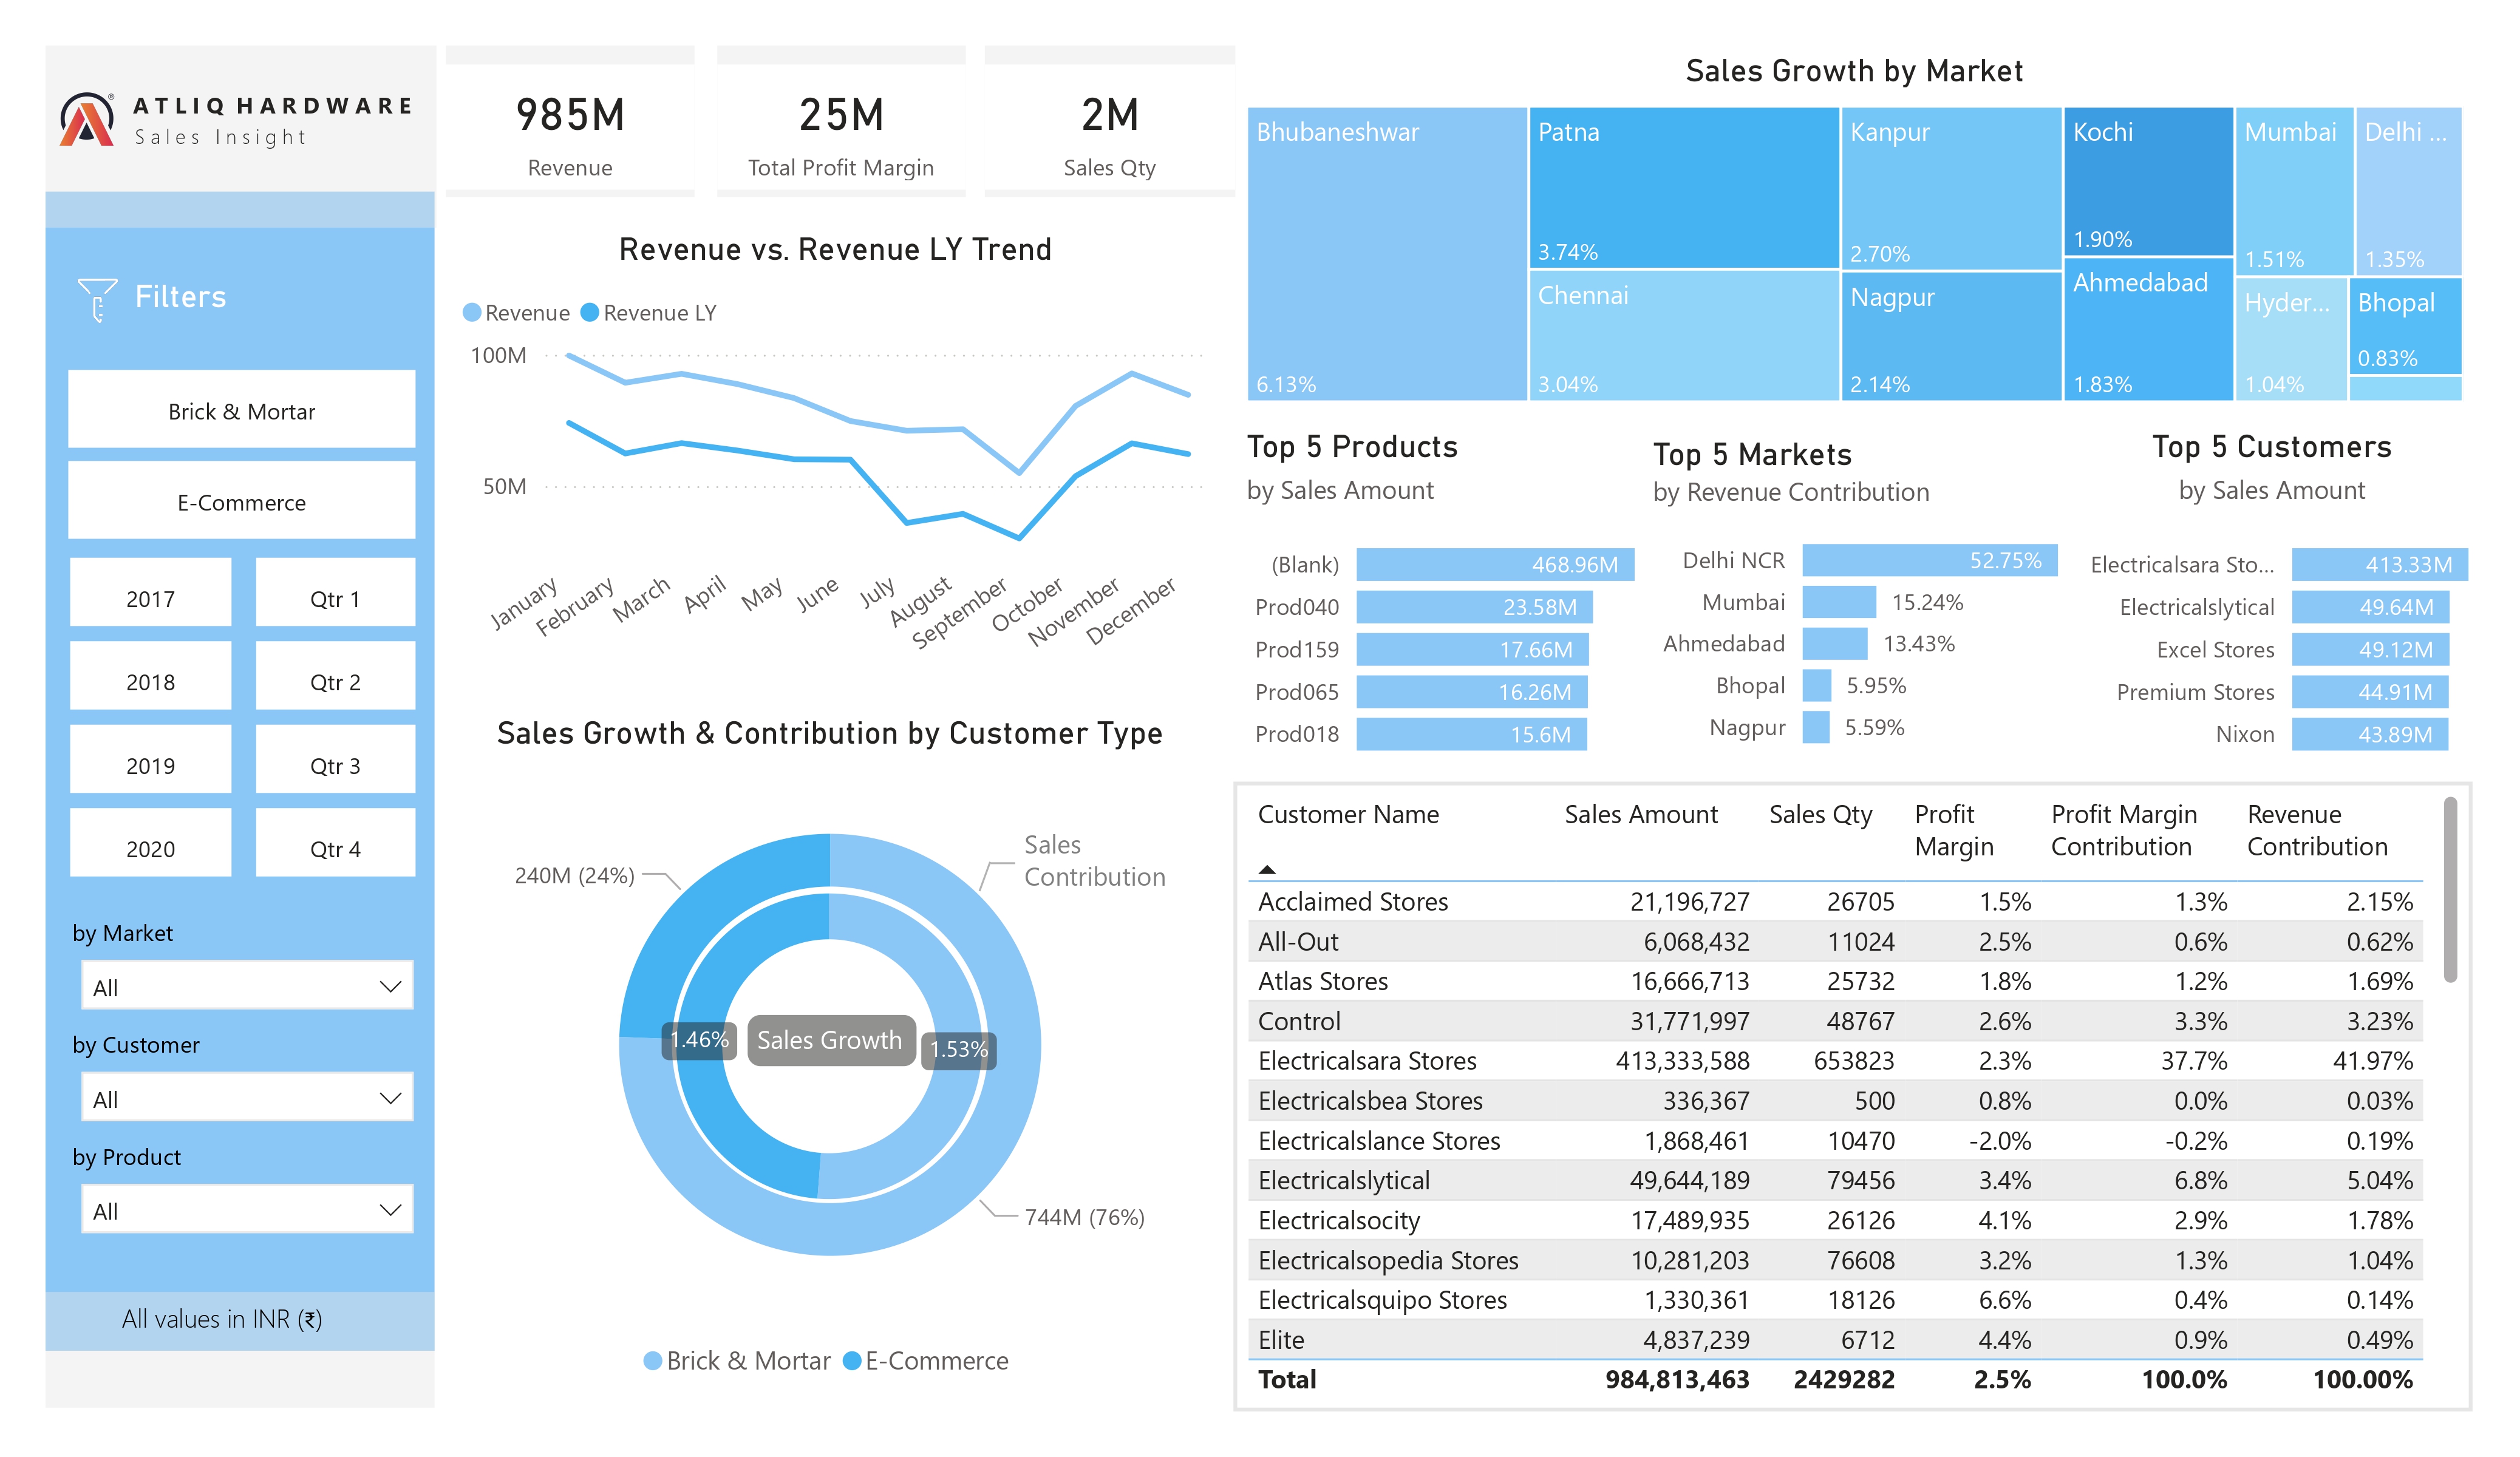 ATLIQ HARDWARE
®
Sales Insight
Filters
Brick & Mortar
E-Commerce
2017
Qtr 1
2018
Qtr 2
2019
Qtr 3
2020
Qtr 4
by Market
All
by Customer
All
by Product
All
All values in INR (₹)
985M
Revenue
25M
Total Profit Margin
2M
Sales Qty
Revenue vs. Revenue LY Trend
Revenue Revenue LY
100M
50M
January
February
March
April
May
June
July
August
September
October
November
December
Sales Growth & Contribution by Customer Type
240M (24%)
Sales
Contribution
1.46%
Sales Growth
1.53%
744M (76%)
Brick & Mortar E-Commerce
Sales Growth by Market
Bhubaneshwar
6.13%
Patna
3.74%
Chennai
3.04%
Kanpur
2.70%
Nagpur
2.14%
Kochi
1.90%
Ahmedabad
1.83%
Mumbai
1.51%
Delhi ...
1.35%
Hyder...
1.04%
Bhopal
0.83%
Top 5 Products
by Sales Amount
(Blank) 468.96M
Prod040 23.58M
Prod159 17.66M
Prod065 16.26M
Prod018 15.6M
Top 5 Markets
by Revenue Contribution
Delhi NCR 52.75%
Mumbai 15.24%
Ahmedabad 13.43%
Bhopal 5.95%
Nagpur 5.59%
Top 5 Customers
by Sales Amount
Electricalsara Sto... 413.33M
Electricalslytical 49.64M
Excel Stores 49.12M
Premium Stores 44.91M
Nixon 43.89M
Customer Name Sales Amount Sales Qty Profit Margin Profit Margin Contribution Revenue Contribution
Acclaimed Stores 21,196,727 26705 1.5% 1.3% 2.15%
All-Out 6,068,432 11024 2.5% 0.6% 0.62%
Atlas Stores 16,666,713 25732 1.8% 1.2% 1.69%
Control 31,771,997 48767 2.6% 3.3% 3.23%
Electricalsara Stores 413,333,588 653823 2.3% 37.7% 41.97%
Electricalsbea Stores 336,367 500 0.8% 0.0% 0.03%
Electricalslance Stores 1,868,461 10470 -2.0% -0.2% 0.19%
Electricalslytical 49,644,189 79456 3.4% 6.8% 5.04%
Electricalsocity 17,489,935 26126 4.1% 2.9% 1.78%
Electricalsopedia Stores 10,281,203 76608 3.2% 1.3% 1.04%
Electricalsquipo Stores 1,330,361 18126 6.6% 0.4% 0.14%
Elite 4,837,239 6712 4.4% 0.9% 0.49%
Total 984,813,463 2429282 2.5% 100.0% 100.00%